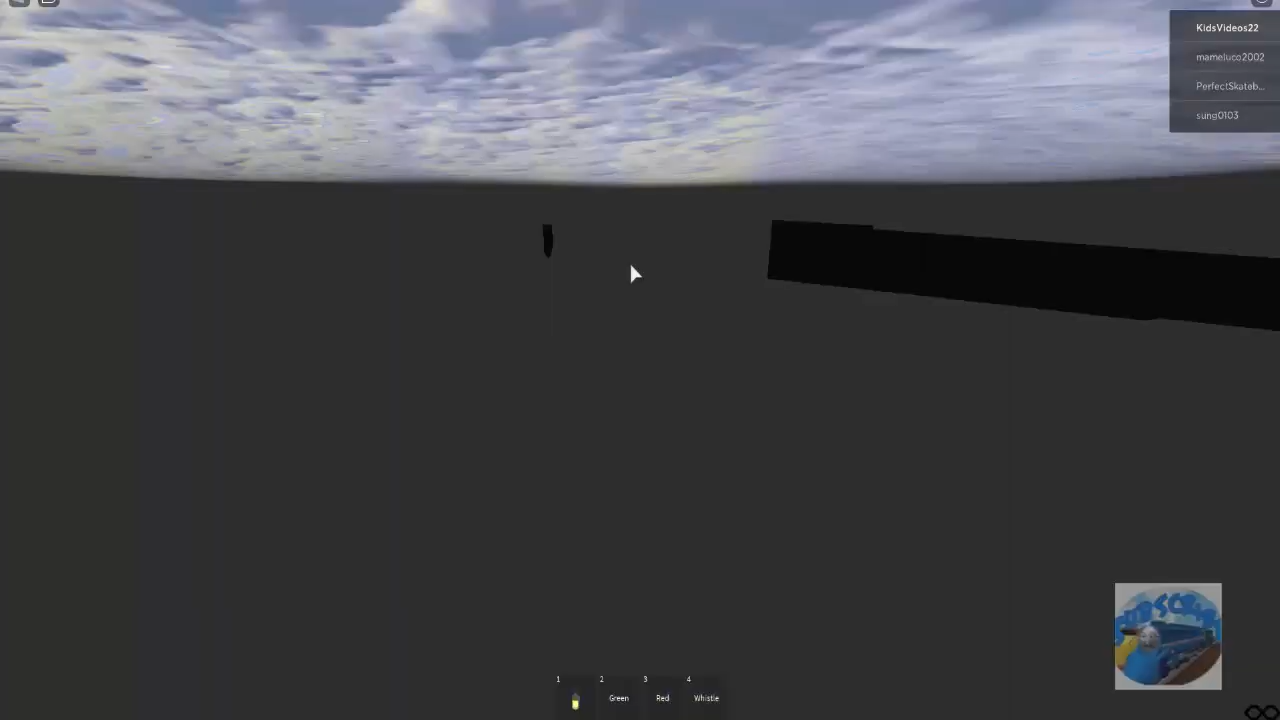 KidsVideos22
mameluco2002
PerfectSkateb...
sung0103
1
2
3
4
Green
Red
Whistle